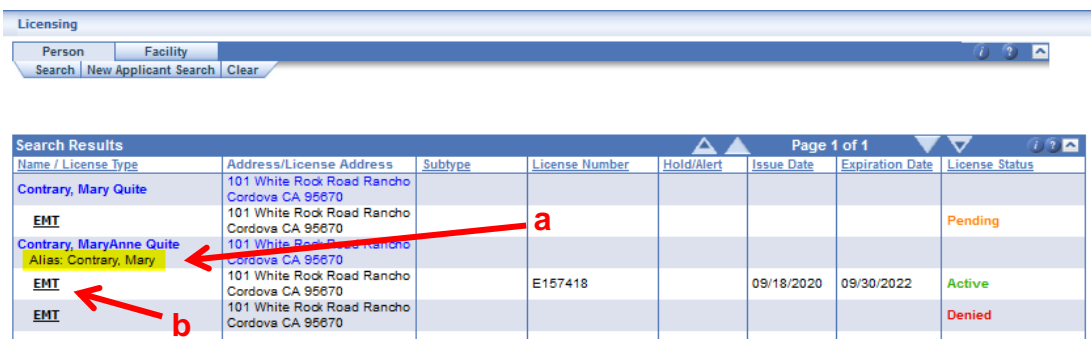 Licensing
Person Facility
Search New Applicant Search Clear
Search Results Page 1 of 1
Name / License Type Address/License Address Subtype License Number Hold/Alert Issue Date Expiration Date License Status
Contrary, Mary Quite 101 White Rock Road Rancho
Cordova CA 95670
EMT 101 White Rock Road Rancho
Cordova CA 95670 Pending
a
Contrary, MaryAnne Quite 101 White Rock Road Rancho
Alias: Contrary, Mary Cordova CA 95670
EMT 101 White Rock Road Rancho
Cordova CA 95670 E157418 09/18/2020 09/30/2022 Active
b
EMT 101 White Rock Road Rancho
Cordova CA 95670 Denied